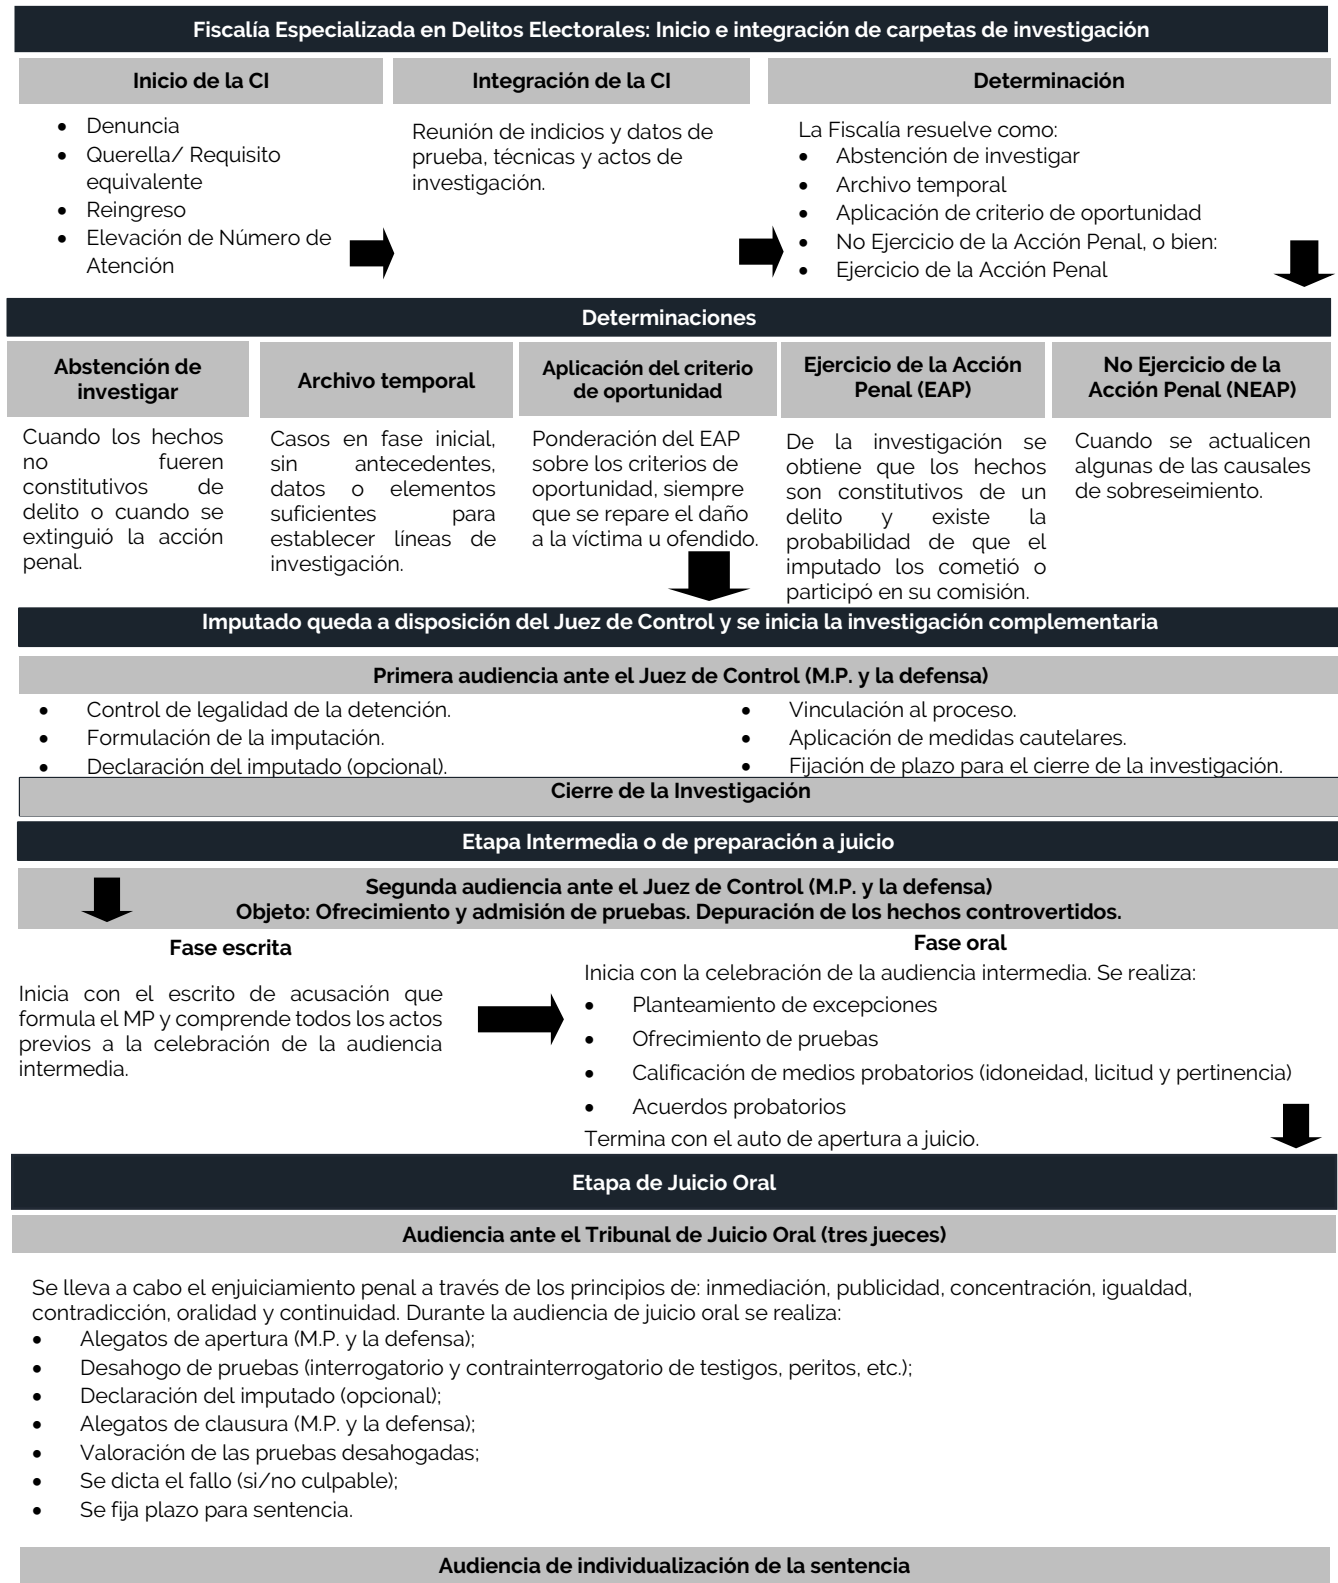 Fiscalía Especializada en Delitos Electorales: Inicio e integración de carpetas de investigación
Inicio de la CI
• Denuncia
• Querella/ Requisito
equivalente
• Reingreso
• Elevación de Número de
Atención
Integración de la CI
Reunión de indicios y datos de
prueba, técnicas y actos de
investigación.
Determinación
La Fiscalía resuelve como:
• Abstención de investigar
• Archivo temporal
• Aplicación de criterio de oportunidad
• No Ejercicio de la Acción Penal, o bien:
• Ejercicio de la Acción Penal
Determinaciones
Abstención de
investigar
Cuando los hechos
no fueren
constitutivos de
delito o cuando se
extinguió la acción
penal.
Archivo temporal
Casos en fase inicial,
sin antecedentes,
datos o elementos
suficientes para
establecer líneas de
investigación.
Aplicación del criterio
de oportunidad
Ponderación del EAP
sobre los criterios de
oportunidad, siempre
que se repare el daño
a la víctima u ofendido.
Ejercicio de la Acción
Penal (EAP)
De la investigación se
obtiene que los hechos
son constitutivos de un
delito y existe la
probabilidad de que el
imputado los cometió o
participó en su comisión.
No Ejercicio de la
Acción Penal (NEAP)
Cuando se actualicen
algunas de las causales
de sobreseimiento.
Imputado queda a disposición del Juez de Control y se inicia la investigación complementaria
Primera audiencia ante el Juez de Control (M.P. y la defensa)
• Control de legalidad de la detención.
• Formulación de la imputación.
• Declaración del imputado (opcional).
• Vinculación al proceso.
• Aplicación de medidas cautelares.
• Fijación de plazo para el cierre de la investigación.
Cierre de la Investigación
Etapa Intermedia o de preparación a juicio
Segunda audiencia ante el Juez de Control (M.P. y la defensa)
Objeto: Ofrecimiento y admisión de pruebas. Depuración de los hechos controvertidos.
Fase escrita
Inicia con el escrito de acusación que
formula el MP y comprende todos los actos
previos a la celebración de la audiencia
intermedia.
Fase oral
Inicia con la celebración de la audiencia intermedia. Se realiza:
• Planteamiento de excepciones
• Ofrecimiento de pruebas
• Calificación de medios probatorios (idoneidad, licitud y pertinencia)
• Acuerdos probatorios
Termina con el auto de apertura a juicio.
Etapa de Juicio Oral
Audiencia ante el Tribunal de Juicio Oral (tres jueces)
Se lleva a cabo el enjuiciamiento penal a través de los principios de: inmediación, publicidad, concentración, igualdad,
contradicción, oralidad y continuidad. Durante la audiencia de juicio oral se realiza:
• Alegatos de apertura (M.P. y la defensa);
• Desahogo de pruebas (interrogatorio y contrainterrogatorio de testigos, peritos, etc.);
• Declaración del imputado (opcional);
• Alegatos de clausura (M.P. y la defensa);
• Valoración de las pruebas desahogadas;
• Se dicta el fallo (si/no culpable);
• Se fija plazo para sentencia.
Audiencia de individualización de la sentencia